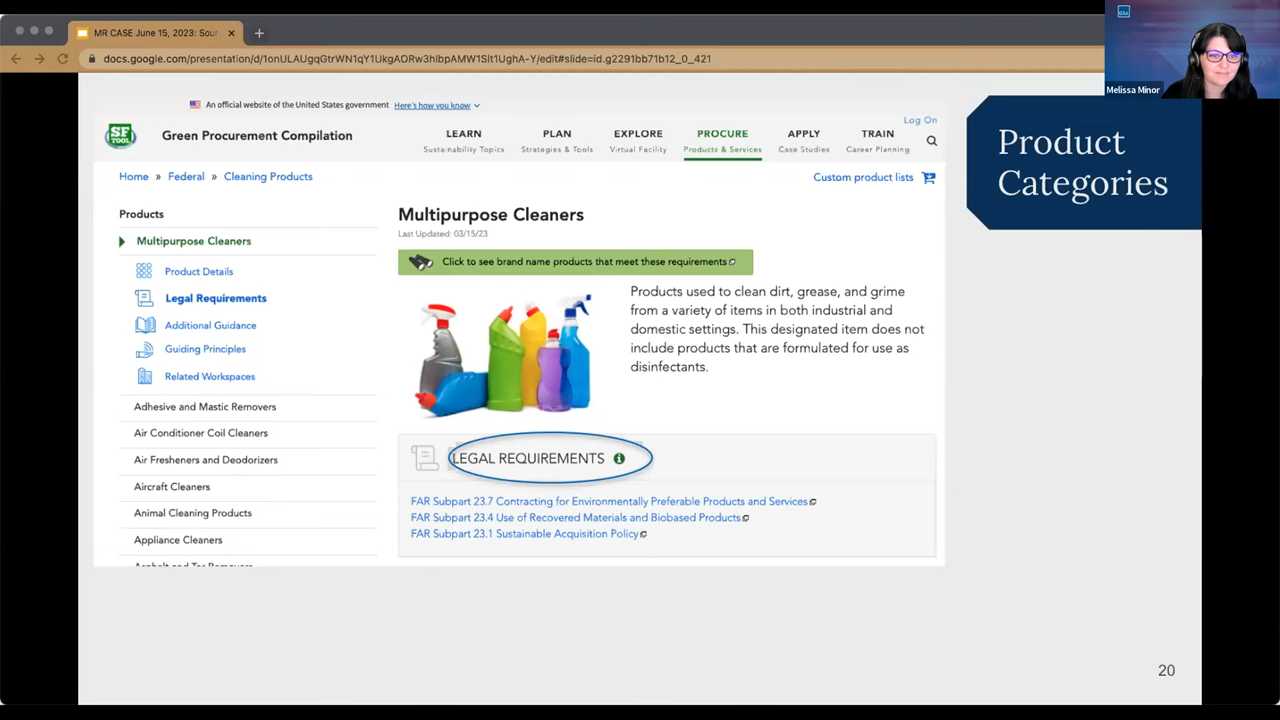 MR CASE June 15, 2023: Sour
docs.google.com/presentation/d/1onULAUgqGtrWN1qY1UkgAORw3hIbpAMW1Slt1UghA-Y/edit#slide=id.g2291bb71b12_0_421
GSA
Melissa Minor
An official website of the United States government Here's how you know
Log On
SF TOOL
Green Procurement Compilation
LEARN
Sustainability Topics
PLAN
Strategies & Tools
EXPLORE
Virtual Facility
PROCURE
Products & Services
APPLY
Case Studies
TRAIN
Career Planning
Product
Categories
Home » Federal » Cleaning Products
Custom product lists
Products
Multipurpose Cleaners
Product Details
Legal Requirements
Additional Guidance
Guiding Principles
Related Workspaces
Adhesive and Mastic Removers
Air Conditioner Coil Cleaners
Air Fresheners and Deodorizers
Aircraft Cleaners
Animal Cleaning Products
Appliance Cleaners
Asphalt and Tar Removers
Multipurpose Cleaners
Last Updated: 03/15/23
Click to see brand name products that meet these requirements
Products used to clean dirt, grease, and grime
from a variety of items in both industrial and
domestic settings. This designated item does not
include products that are formulated for use as
disinfectants.
LEGAL REQUIREMENTS
FAR Subpart 23.7 Contracting for Environmentally Preferable Products and Services
FAR Subpart 23.4 Use of Recovered Materials and Biobased Products
FAR Subpart 23.1 Sustainable Acquisition Policy
20